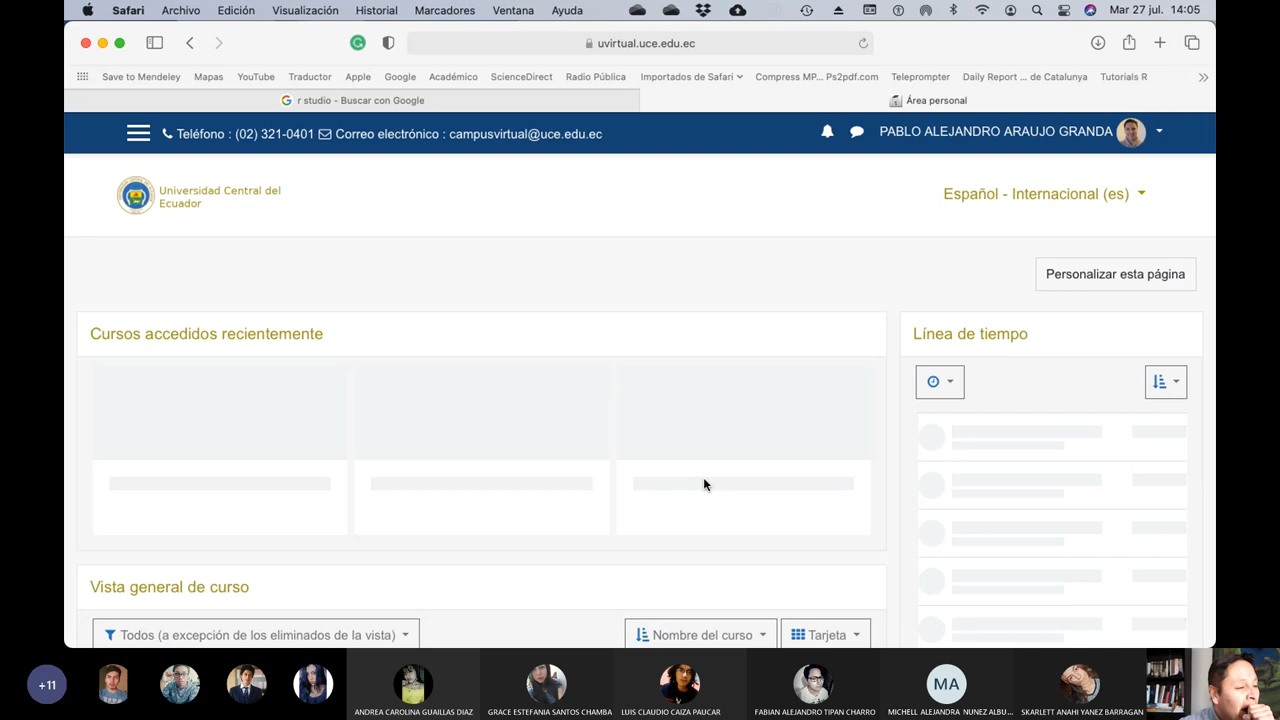 Safari Archivo Edición Visualización Historial Marcadores Ventana Ayuda Mar 27 jul. 14:05
uvirtual.uce.edu.ec
Save to Mendeley Mapas YouTube Traductor Apple Google Académico ScienceDirect Radio Pública Importados de Safari Compress MP... Ps2pdf.com Teleprompter Daily Report ... de Catalunya Tutorials R
r studio - Buscar con Google Área personal
Teléfono : (02) 321-0401 Correo electrónico : campusvirtual@uce.edu.ec PABLO ALEJANDRO ARAUJO GRANDA
Universidad Central del
Ecuador
Español - Internacional (es)
Personalizar esta página
Cursos accedidos recientemente Línea de tiempo
Vista general de curso
Todos (a excepción de los eliminados de la vista) Nombre del curso Tarjeta
+11 MA
ANDREA CAROLINA GUAILLAS DIAZ GRACE ESTEFANIA SANTOS CHAMBA LUIS CLAUDIO CAIZA PAUCAR FABIAN ALEJANDRO TIPAN CHARRO MICHELL ALEJANDRA NUNEZ ALBU... SKARLETT ANAHI YANEZ BARRAGAN